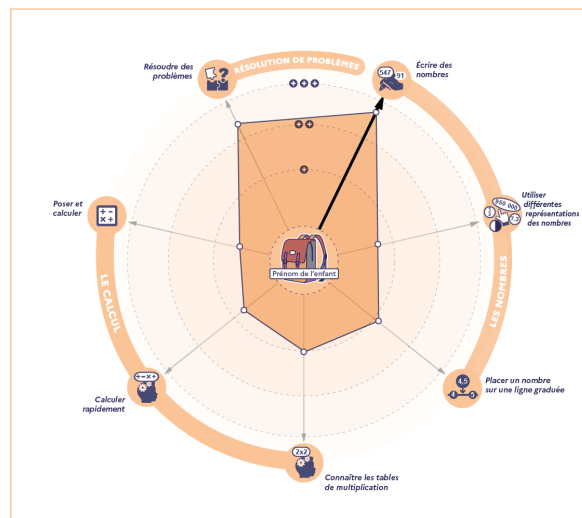 Résoudre des
problèmes
RÉSOLUTION DE PROBLÈMES
Écrire des
nombres
547
91
+++
++
+
Poser et
calculer
+ -
× ÷
Utiliser
différentes
représentations
des nombres
980 000
7,3
Prénom de l'enfant
LE CALCUL
LES NOMBRES
Calculer
rapidement
+ - × ÷
4,5
4
5
Placer un nombre
sur une ligne graduée
2x2
Connaître les tables
de multiplication